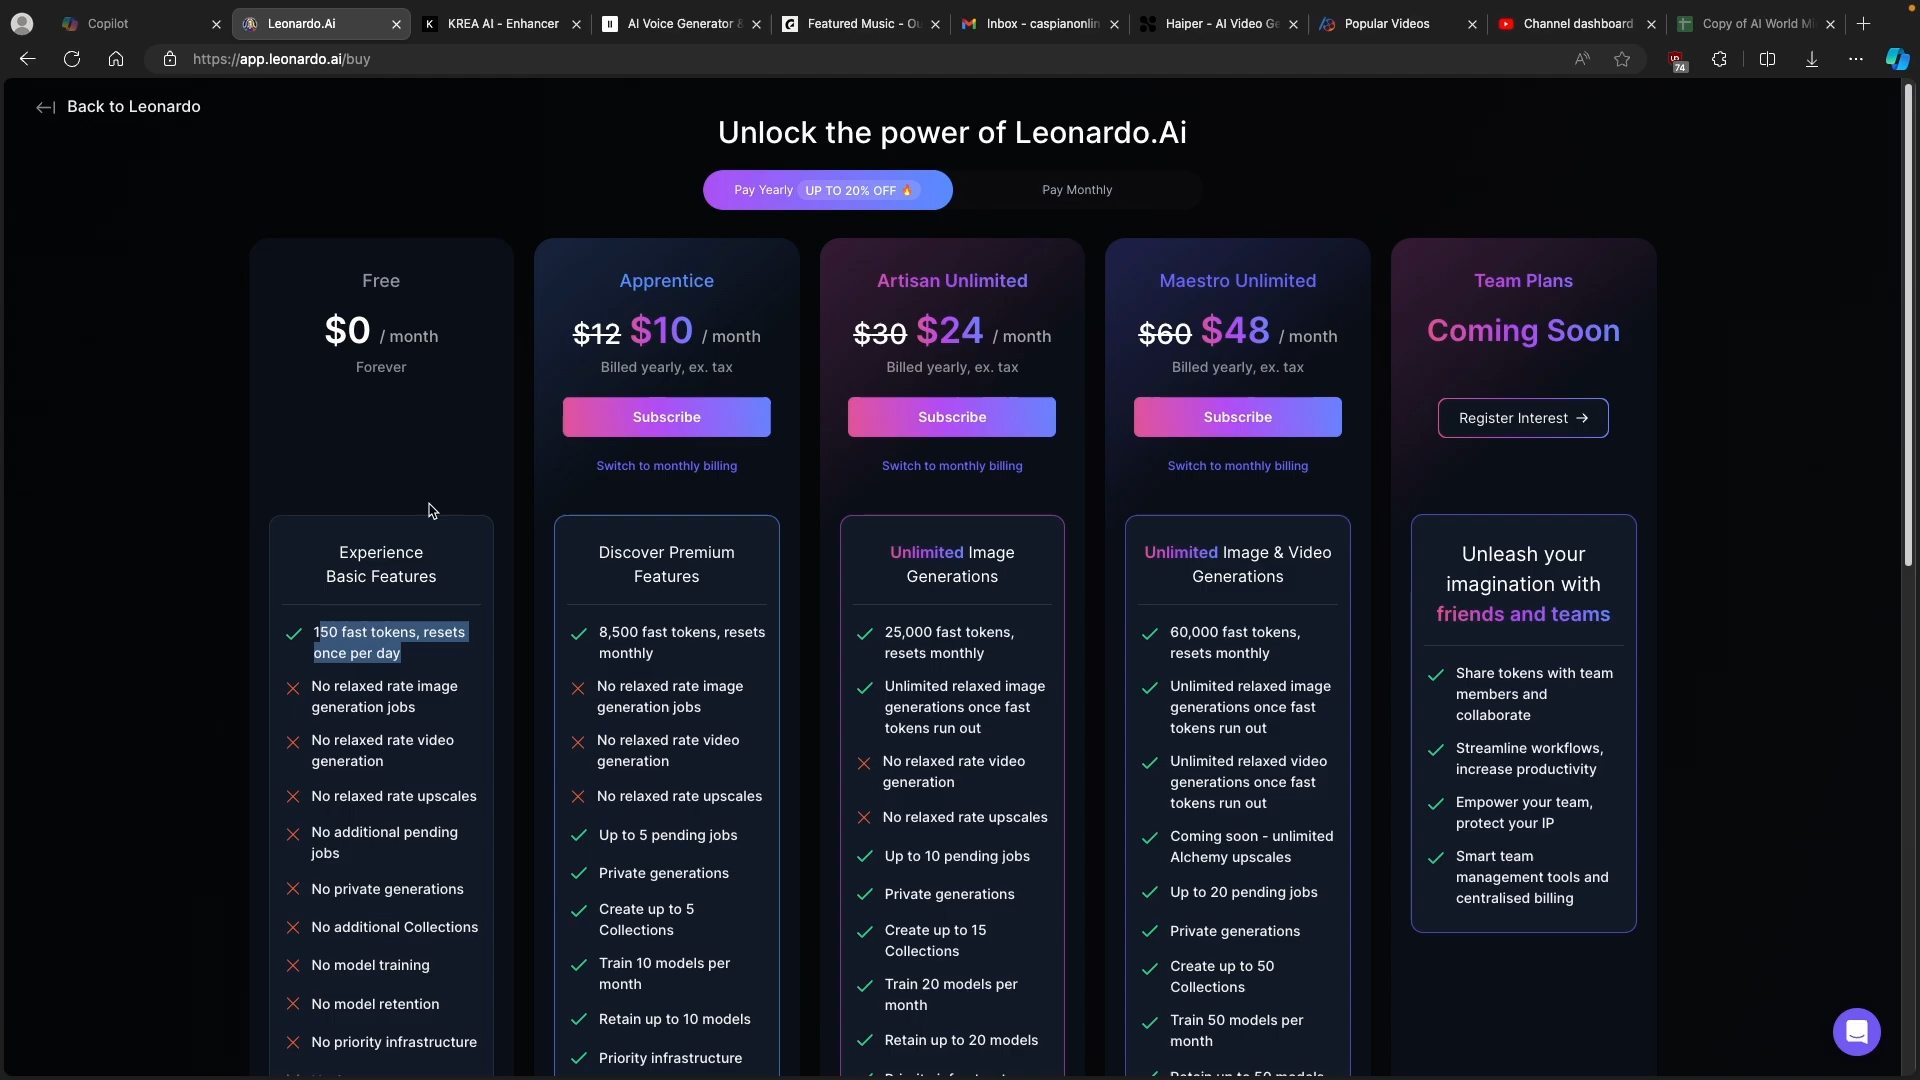 Copilot
Leonardo.Ai
KREA AI - Enhancer
AI Voice Generator &
Featured Music - Ou
Inbox - caspianonlin
Haiper - AI Video Ge
Popular Videos
Channel dashboard
Copy of AI World Mi
https://app.leonardo.ai/buy
74
Back to Leonardo
Unlock the power of Leonardo.Ai
Pay Yearly UP TO 20% OFF 🔥
Pay Monthly
Free
$0 / month
Forever
Experience
Basic Features
150 fast tokens, resets
once per day
No relaxed rate image
generation jobs
No relaxed rate video
generation
No relaxed rate upscales
No additional pending
jobs
No private generations
No additional Collections
No model training
No model retention
No priority infrastructure
Apprentice
$12 $10 / month
Billed yearly, ex. tax
Subscribe
Switch to monthly billing
Discover Premium
Features
8,500 fast tokens, resets
monthly
No relaxed rate image
generation jobs
No relaxed rate video
generation
No relaxed rate upscales
Up to 5 pending jobs
Private generations
Create up to 5
Collections
Train 10 models per
month
Retain up to 10 models
Priority infrastructure
Artisan Unlimited
$30 $24 / month
Billed yearly, ex. tax
Subscribe
Switch to monthly billing
Unlimited Image
Generations
25,000 fast tokens,
resets monthly
Unlimited relaxed image
generations once fast
tokens run out
No relaxed rate video
generation
No relaxed rate upscales
Up to 10 pending jobs
Private generations
Create up to 15
Collections
Train 20 models per
month
Retain up to 20 models
Maestro Unlimited
$60 $48 / month
Billed yearly, ex. tax
Subscribe
Switch to monthly billing
Unlimited Image & Video
Generations
60,000 fast tokens,
resets monthly
Unlimited relaxed image
generations once fast
tokens run out
Unlimited relaxed video
generations once fast
tokens run out
Coming soon - unlimited
Alchemy upscales
Up to 20 pending jobs
Private generations
Create up to 50
Collections
Train 50 models per
month
Retain up to 50 models
Team Plans
Coming Soon
Register Interest →
Unleash your
imagination with
friends and teams
Share tokens with team
members and
collaborate
Streamline workflows,
increase productivity
Empower your team,
protect your IP
Smart team
management tools and
centralised billing